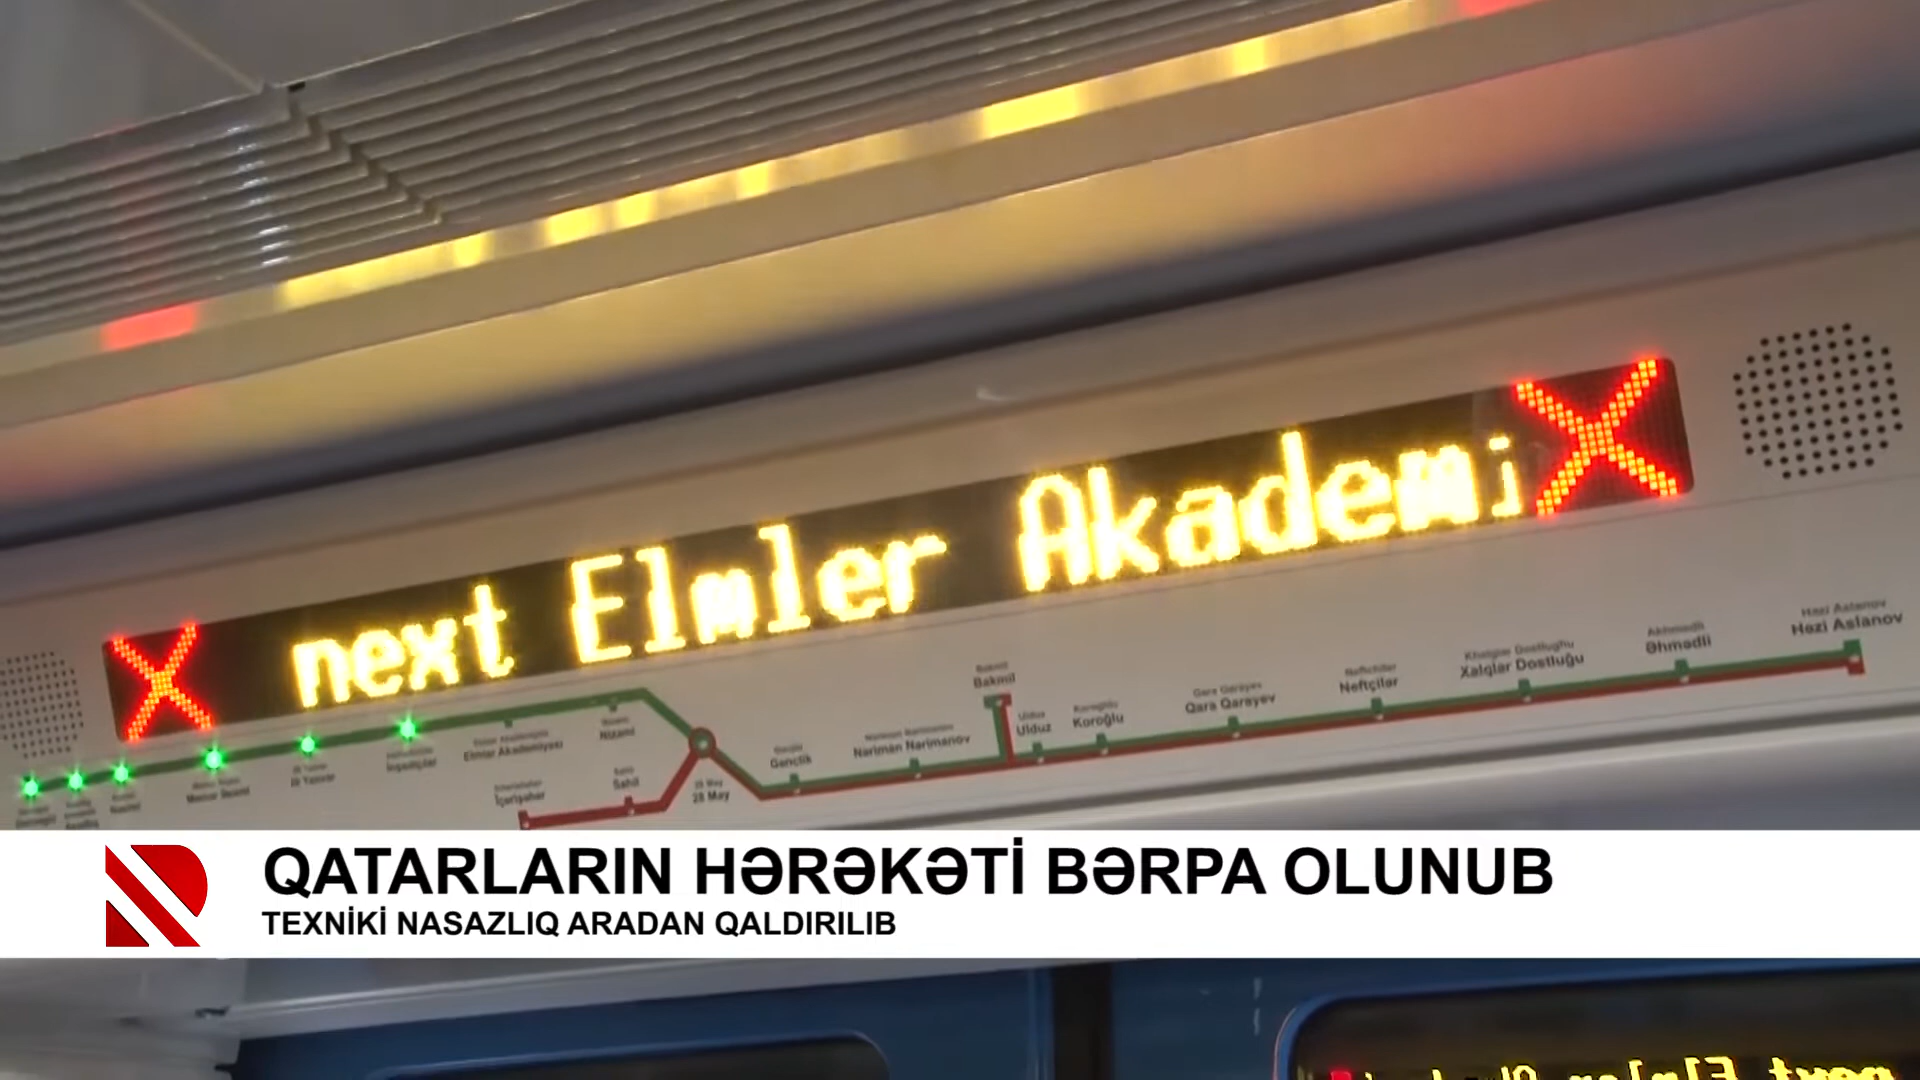 next Elmler Akademi
Həzi Aslanov
Əhmədli
Xalqlar Dostluğu
Neftçilər
Qara Qarayev
Bakmil
Ulduz
Koroğlu
Nəriman Nərimanov
Gənclik
28 May
Nizami
Elmlər Akademiyası
İnşaatçılar
20 Yanvar
Memar Əcəmi
Sahil
İçərişəhər
QATARLARIN HƏRƏKƏTİ BƏRPA OLUNUB
TEXNİKİ NASAZLIQ ARADAN QALDIRILIB